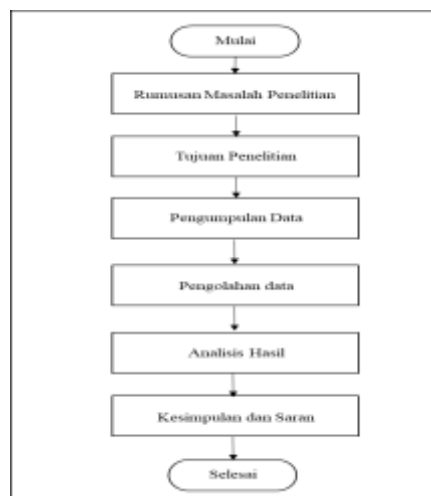 Mulai
Rumusan Masalah Penelitian
Tujuan Penelitian
Pengumpulan Data
Pengolahan data
Analisis Hasil
Kesimpulan dan Saran
Selesai